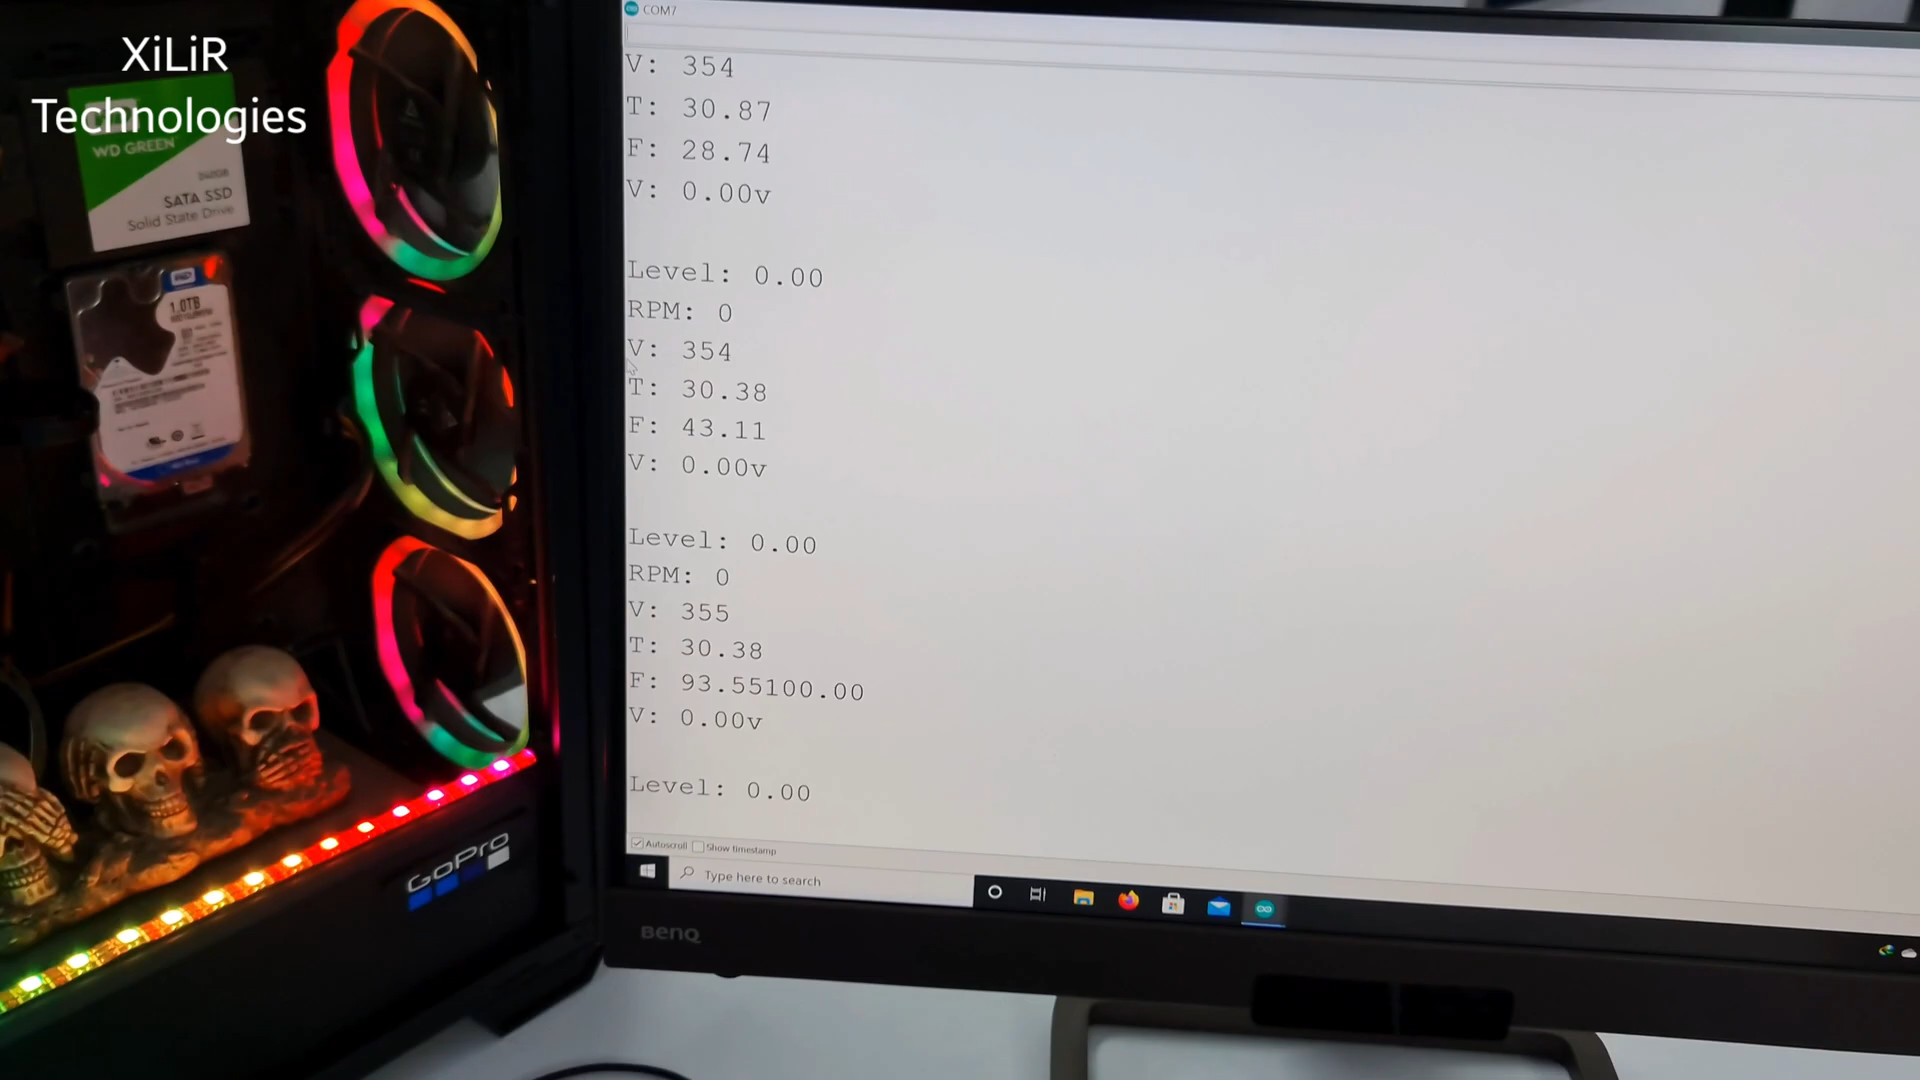 XiLiR
Technologies
WD GREEN
240GB
SATA SSD
Solid State Drive
WD
1.0TB
GoPro
COM7
V: 354
T: 30.87
F: 28.74
V: 0.00v
Level: 0.00
RPM: 0
V: 354
T: 30.38
F: 43.11
V: 0.00v
Level: 0.00
RPM: 0
V: 355
T: 30.38
F: 93.55100.00
V: 0.00v
Level: 0.00
Autoscroll Show timestamp
Type here to search
BenQ